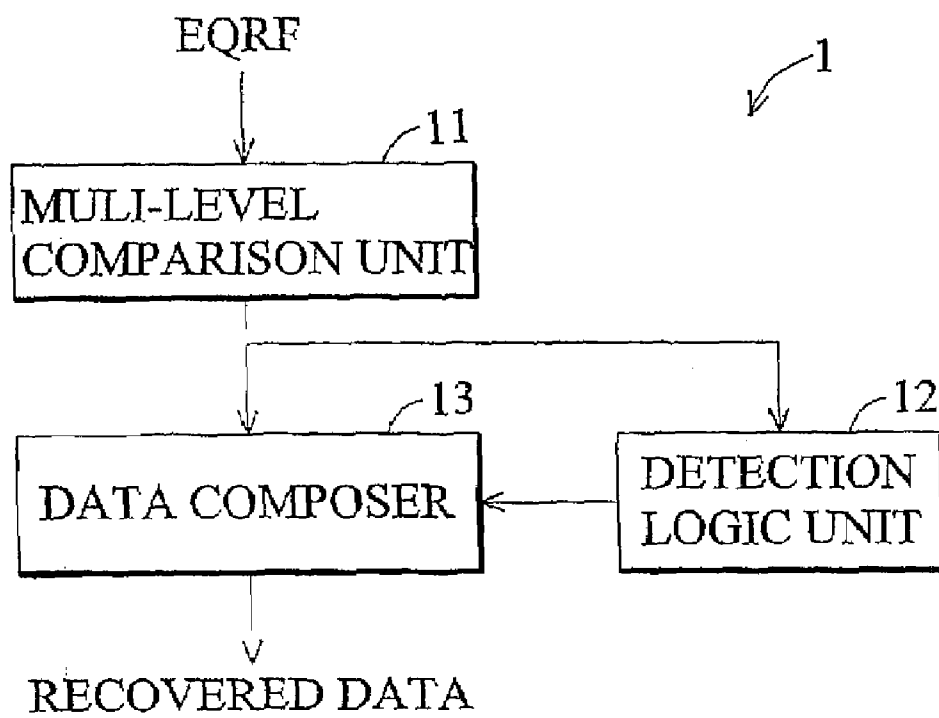 EQRF
1
11
MULI-LEVEL
COMPARISON UNIT
13
12
DATA COMPOSER
DETECTION
LOGIC UNIT
RECOVERED DATA